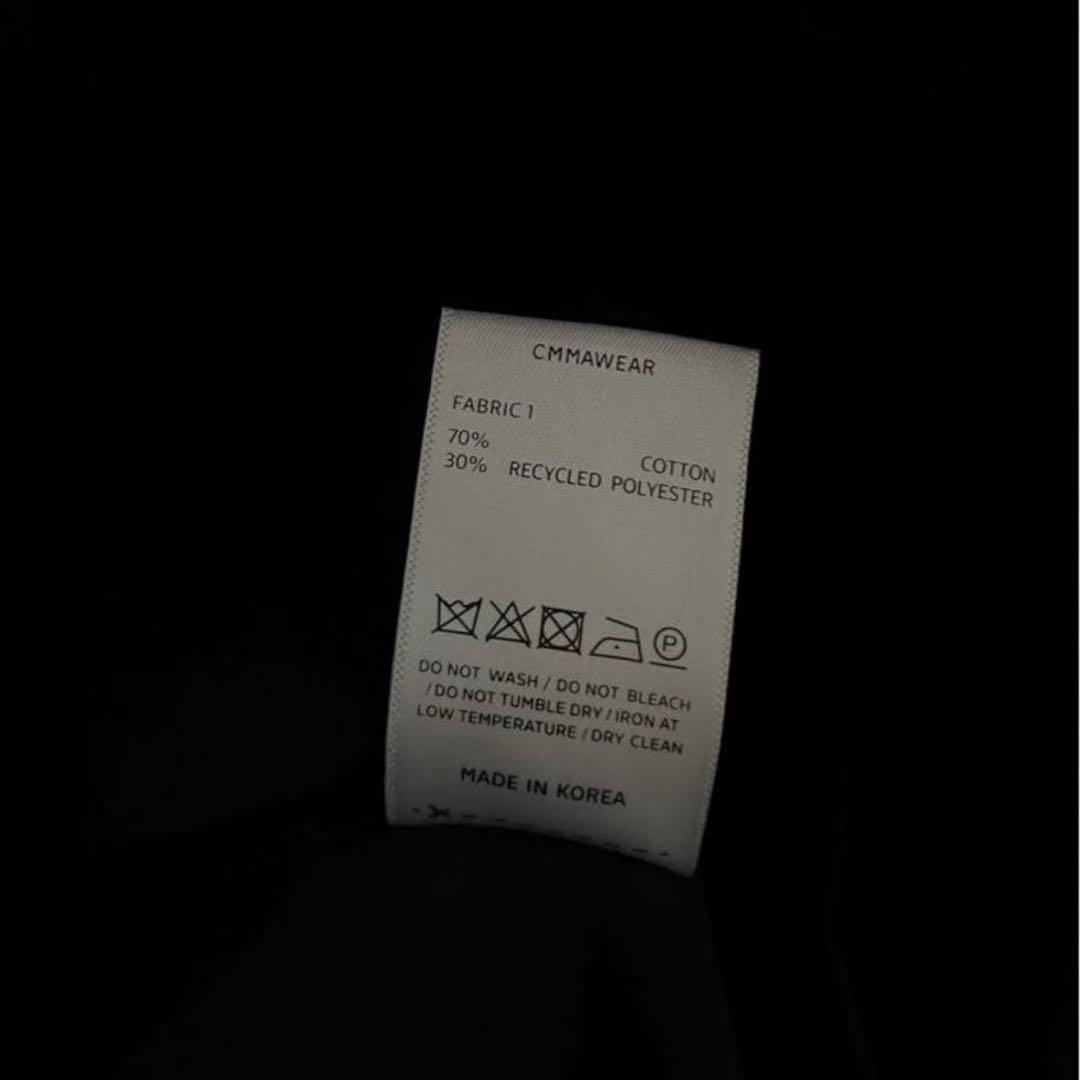 CMMAWEAR
FABRIC 1
70% COTTON
30% RECYCLED POLYESTER
P
DO NOT WASH / DO NOT BLEACH
/ DO NOT TUMBLE DRY / IRON AT
LOW TEMPERATURE / DRY CLEAN
MADE IN KOREA